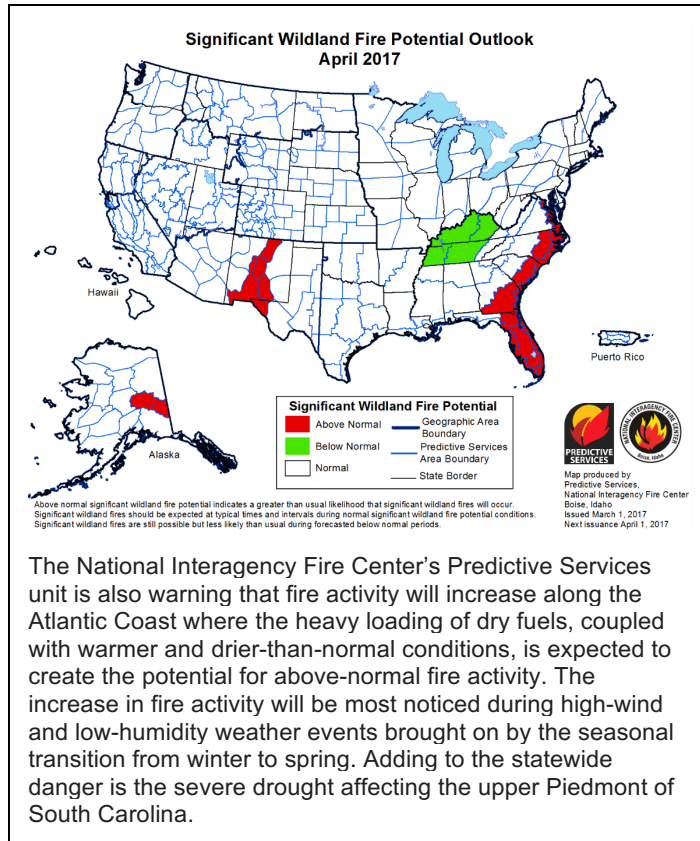 Significant Wildland Fire Potential Outlook
April 2017
Hawaii
Puerto Rico
Alaska
Significant Wildland Fire Potential
Above Normal
Below Normal
Normal
Geographic Area
Boundary
Predictive Services
Area Boundary
State Border
PREDICTIVE
SERVICES
NATIONAL INTERAGENCY FIRE CENTER
Boise, Idaho
Map produced by
Predictive Services,
National Interagency Fire Center
Boise, Idaho
Issued March 1, 2017
Next issuance April 1, 2017
Above normal significant wildland fire potential indicates a greater than usual likelihood that significant wildland fires will occur.
Significant wildland fires should be expected at typical times and intervals during normal significant wildland fire potential conditions.
Significant wildland fires are still possible but less likely than usual during forecasted below normal periods.
The National Interagency Fire Center’s Predictive Services
unit is also warning that fire activity will increase along the
Atlantic Coast where the heavy loading of dry fuels, coupled
with warmer and drier-than-normal conditions, is expected to
create the potential for above-normal fire activity. The
increase in fire activity will be most noticed during high-wind
and low-humidity weather events brought on by the seasonal
transition from winter to spring. Adding to the statewide
danger is the severe drought affecting the upper Piedmont of
South Carolina.